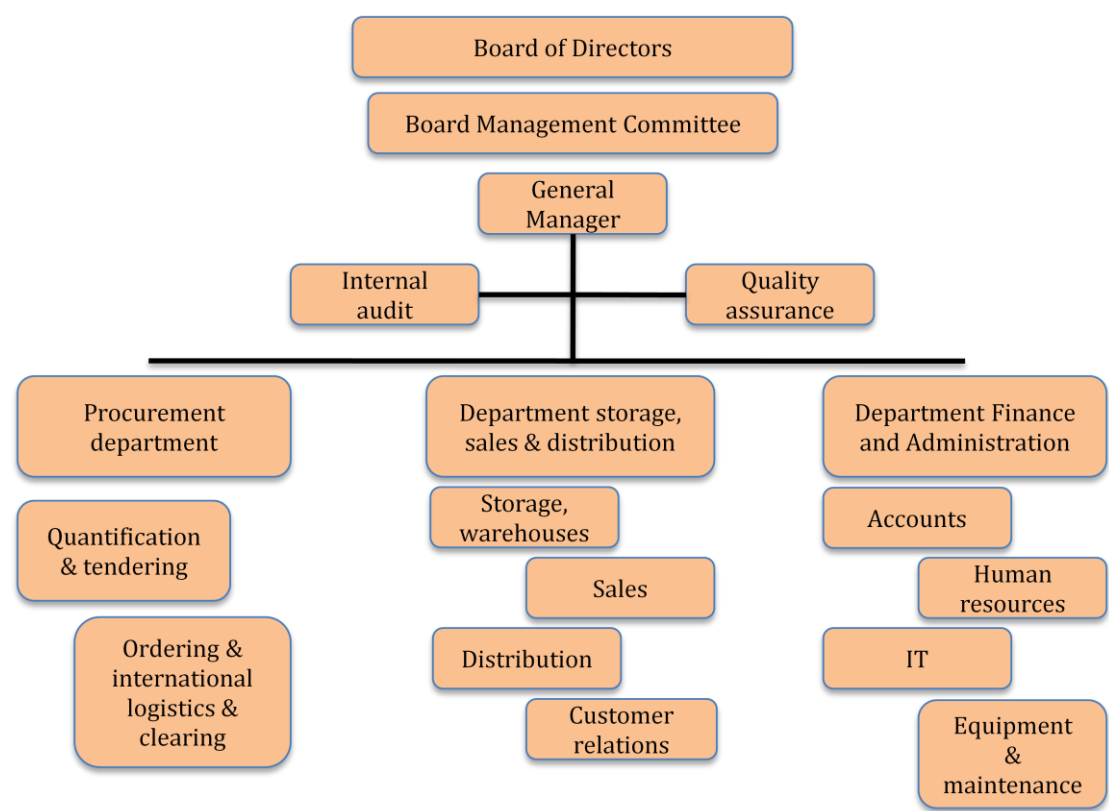 Board of Directors
Board Management Committee
General
Manager
Internal
audit
Quality
assurance
Procurement
department
Department storage,
sales & distribution
Department Finance
and Administration
Quantification
& tendering
Ordering &
international
logistics &
clearing
Storage,
warehouses
Sales
Distribution
Customer
relations
Accounts
Human
resources
IT
Equipment
&
maintenance